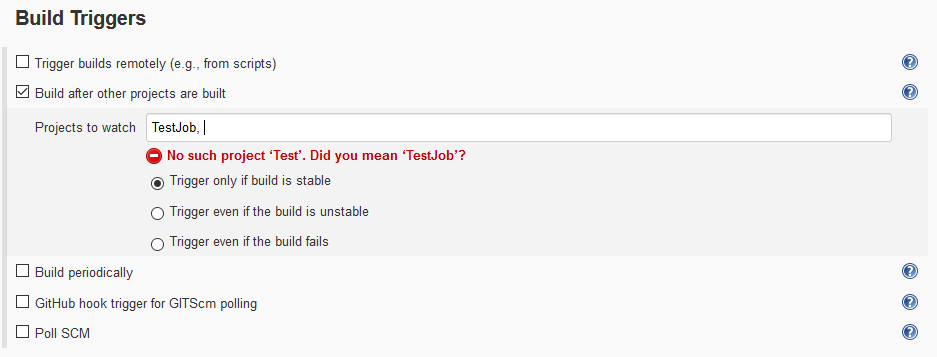 Build Triggers
Trigger builds remotely (e.g., from scripts)
Build after other projects are built
Projects to watch TestJob,
No such project ‘Test’. Did you mean ‘TestJob’?
Trigger only if build is stable
Trigger even if the build is unstable
Trigger even if the build fails
Build periodically
GitHub hook trigger for GITScm polling
Poll SCM